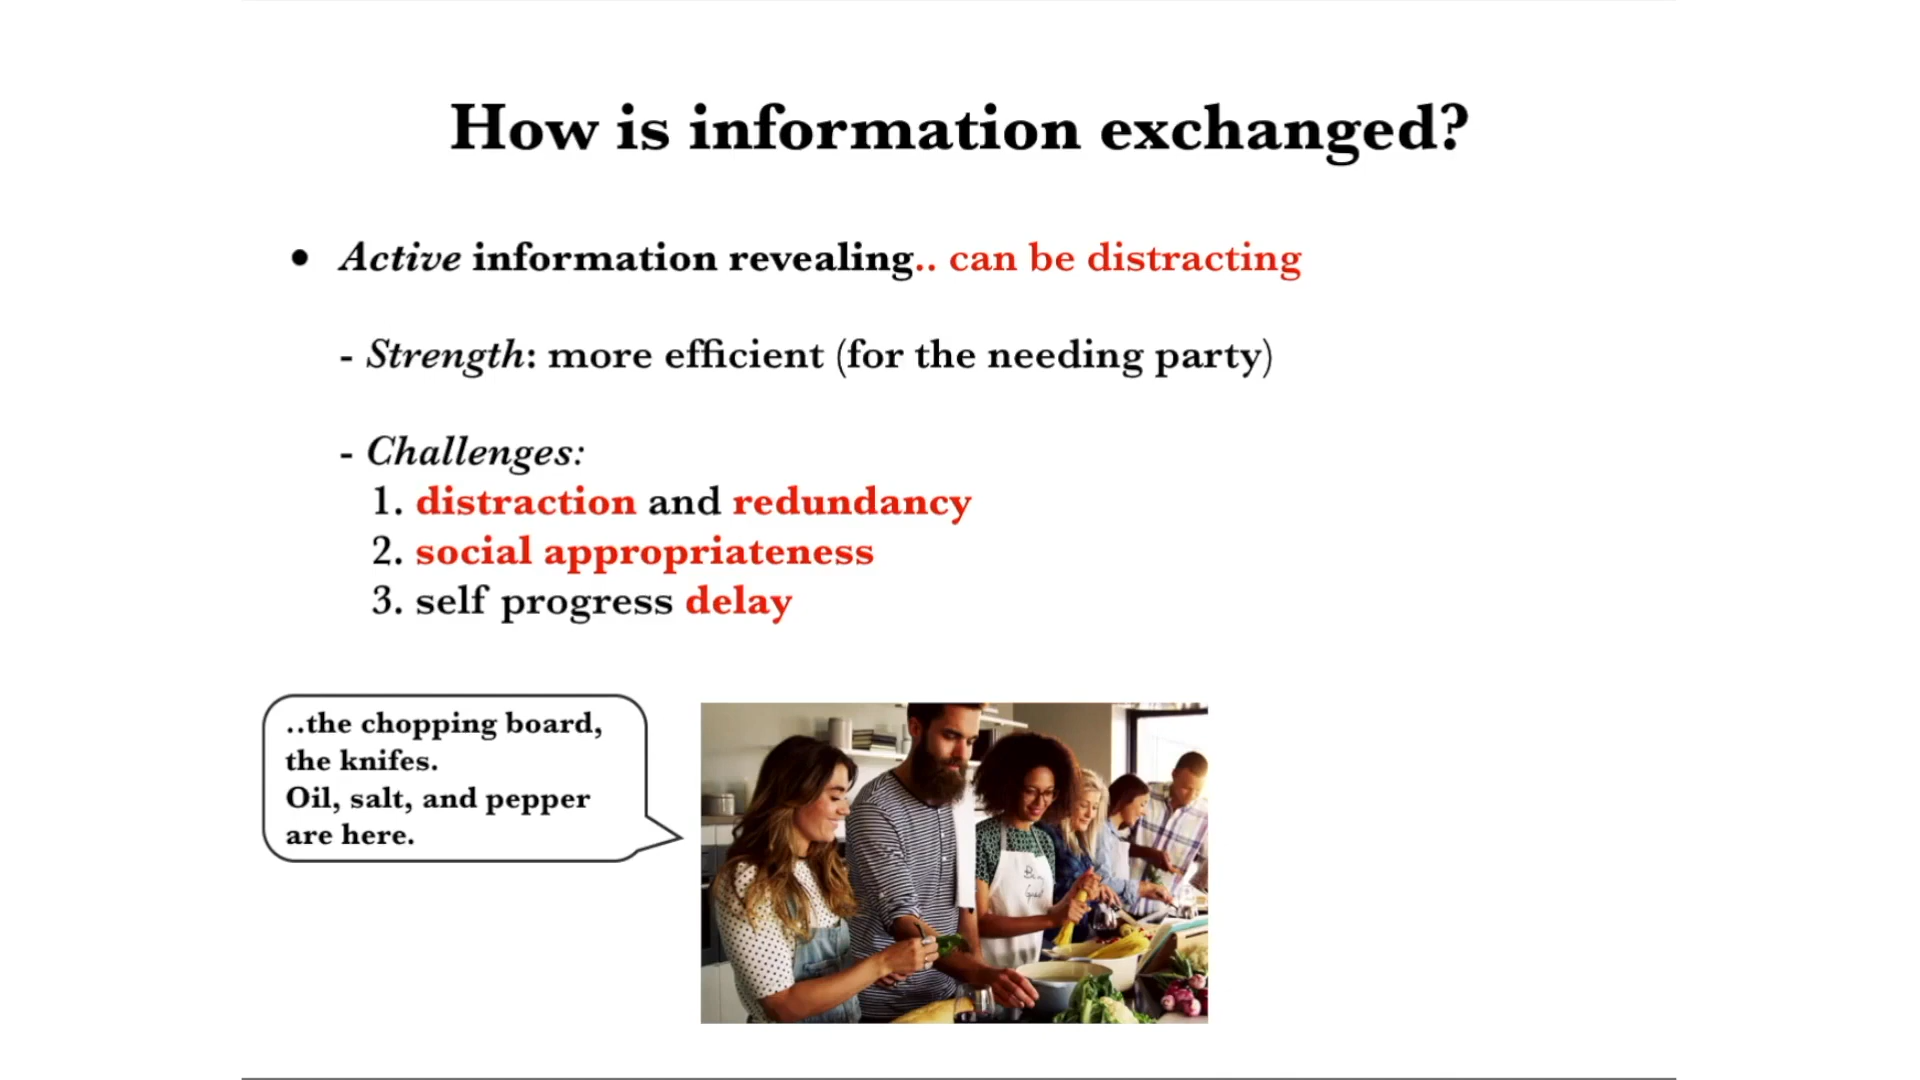 How is information exchanged?
• Active information revealing.. can be distracting
- Strength: more efficient (for the needing party)
- Challenges:
1. distraction and redundancy
2. social appropriateness
3. self progress delay
..the chopping board,
the knifes.
Oil, salt, and pepper
are here.